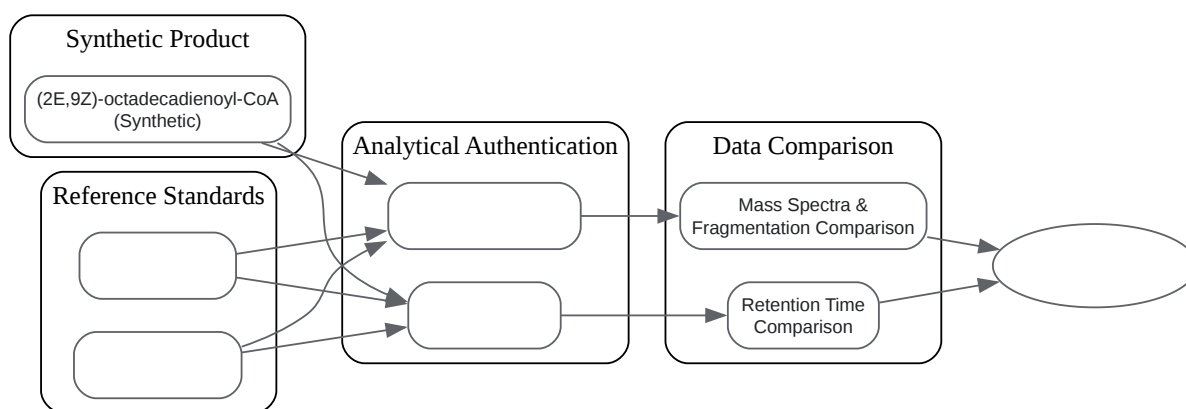 Synthetic Product
(2E,9Z)-octadecadienoyl-CoA
(Synthetic)
Reference Standards
Analytical Authentication
Data Comparison
Mass Spectra &
Fragmentation Comparison
Retention Time
Comparison